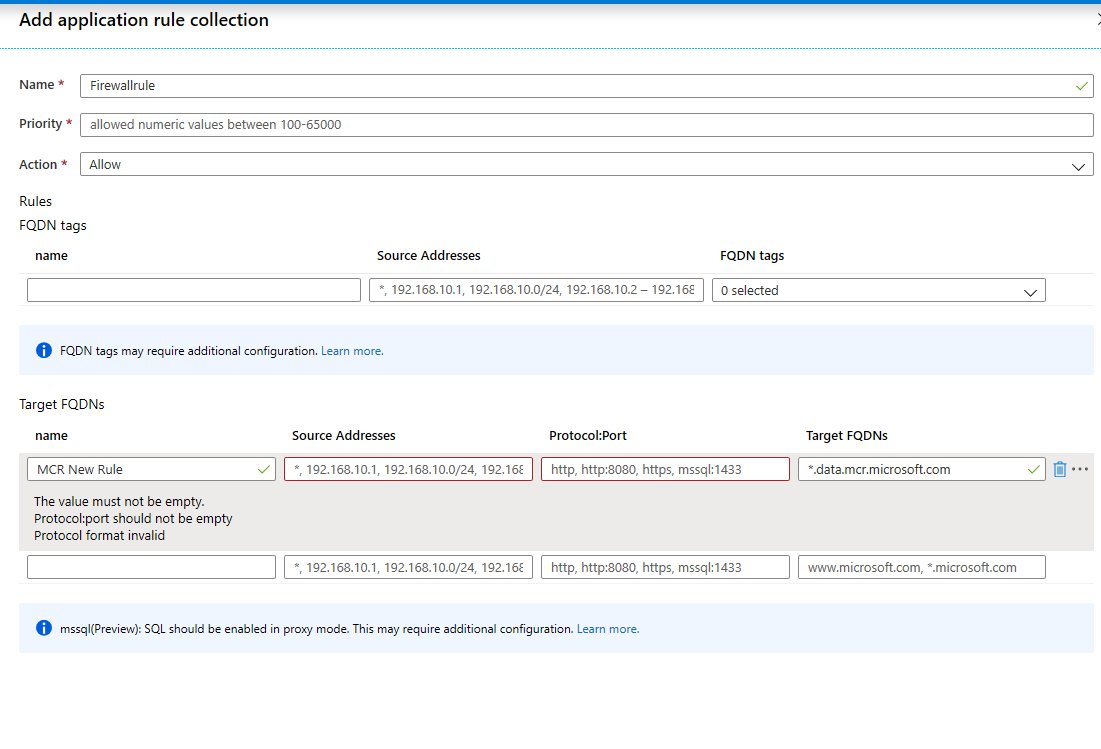 Add application rule collection
Name *
Firewallrule
Priority *
allowed numeric values between 100-65000
Action *
Allow
Rules
FQDN tags
name Source Addresses FQDN tags
*, 192.168.10.1, 192.168.10.0/24, 192.168.10.2 – 192.168 0 selected
FQDN tags may require additional configuration. Learn more.
Target FQDNs
name Source Addresses Protocol:Port Target FQDNs
MCR New Rule *, 192.168.10.1, 192.168.10.0/24, 192.168 http, http:8080, https, mssql:1433 *.data.mcr.microsoft.com
The value must not be empty.
Protocol:port should not be empty
Protocol format invalid
*, 192.168.10.1, 192.168.10.0/24, 192.168 http, http:8080, https, mssql:1433 www.microsoft.com, *.microsoft.com
mssql(Preview): SQL should be enabled in proxy mode. This may require additional configuration. Learn more.